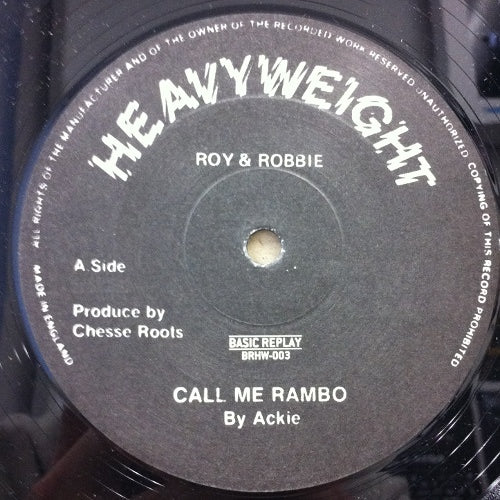 ALL RIGHTS OF THE MANUFACTURER AND OF THE OWNER OF THE RECORDED WORK RESERVED UNAUTHORIZED COPYING OF THIS RECORD PROHIBITED
HEAVYWEIGHT
ROY & ROBBIE
A.Side
Produce by
Chesse Roots
MADE IN ENGLAND
BASIC REPLAY
BRHW-003
CALL ME RAMBO
By Ackie